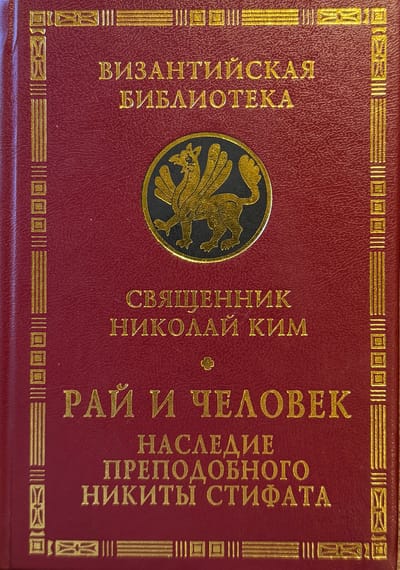 ВИЗАНТИЙСКАЯ
БИБЛИОТЕКА
СВЯЩЕННИК
НИКОЛАЙ КИМ
РАЙ И ЧЕЛОВЕК
НАСЛЕДИЕ
ПРЕПОДОБНОГО
НИКИТЫ СТИФАТА